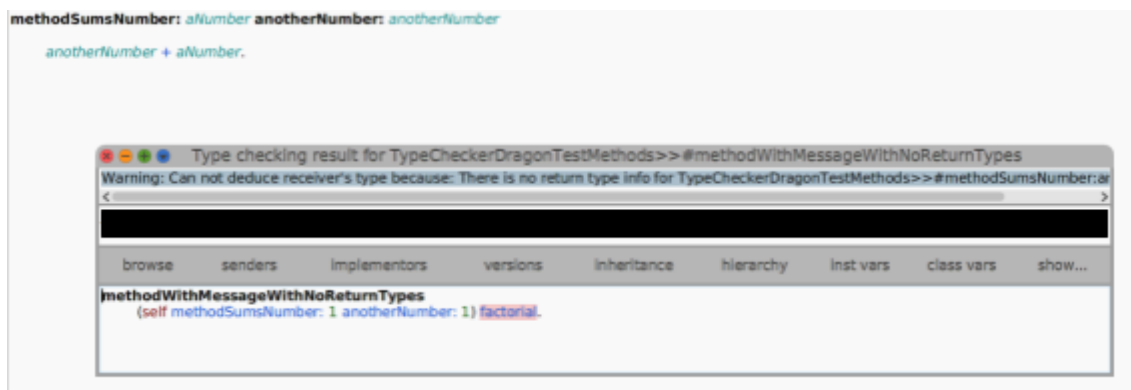 methodSumsNumber: aNumber anotherNumber: anotherNumber
anotherNumber + aNumber.
Type checking result for TypeCheckerDragonTestMethods>>#methodWithMessageWithNoReturnTypes
Warning: Can not deduce receiver's type because: There is no return type info for TypeCheckerDragonTestMethods>>#methodSumsNumber:ar
browse senders implementors versions inheritance hierarchy inst vars class vars show...
methodWithMessageWithNoReturnTypes
(self methodSumsNumber: 1 anotherNumber: 1) factorial.